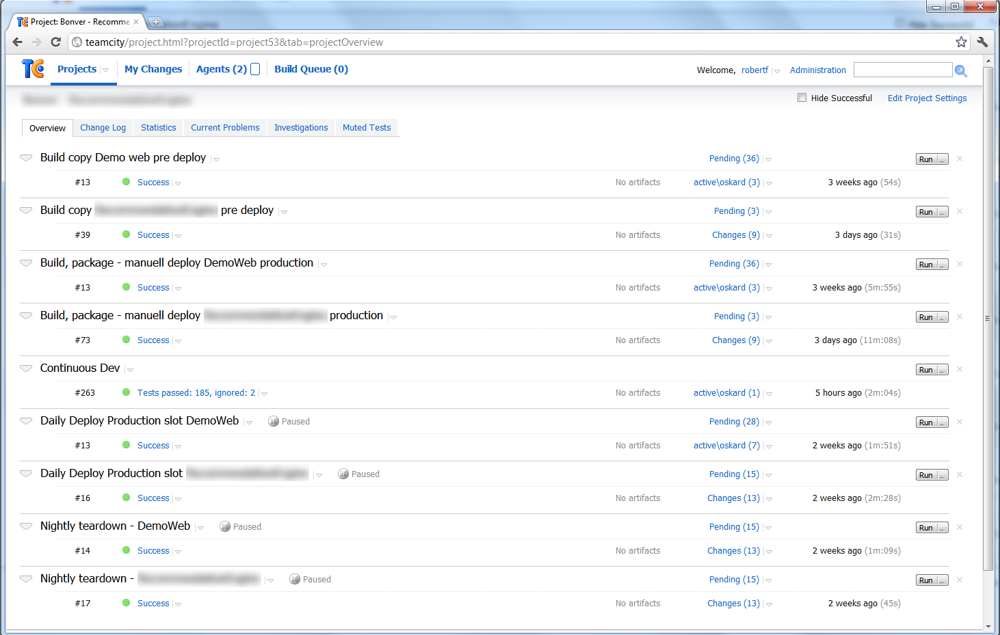 Project: Bonver - Recomme
teamcity/project.html?projectId=project53&tab=projectOverview
TC Projects My Changes Agents (2) Build Queue (0) Welcome, robertf Administration
Hide Successful Edit Project Settings
Overview Change Log Statistics Current Problems Investigations Muted Tests
Build copy Demo web pre deploy Pending (36) Run ...
#13 Success No artifacts active\oskard (3) 3 weeks ago (54s)
Build copy pre deploy Pending (3) Run ...
#39 Success No artifacts Changes (9) 3 days ago (31s)
Build, package - manuell deploy DemoWeb production Pending (36) Run ...
#13 Success No artifacts active\oskard (3) 3 weeks ago (5m:55s)
Build, package - manuell deploy production Pending (3) Run ...
#73 Success No artifacts Changes (9) 3 days ago (11m:08s)
Continuous Dev Run ...
#263 Tests passed: 185, ignored: 2 No artifacts active\oskard (1) 5 hours ago (2m:04s)
Daily Deploy Production slot DemoWeb Paused Pending (28) Run ...
#13 Success No artifacts active\oskard (7) 2 weeks ago (1m:51s)
Daily Deploy Production slot Paused Pending (15) Run ...
#16 Success No artifacts Changes (13) 2 weeks ago (2m:28s)
Nightly teardown - DemoWeb Paused Pending (15) Run ...
#14 Success No artifacts Changes (13) 2 weeks ago (1m:09s)
Nightly teardown - Paused Pending (15) Run ...
#17 Success No artifacts Changes (13) 2 weeks ago (45s)